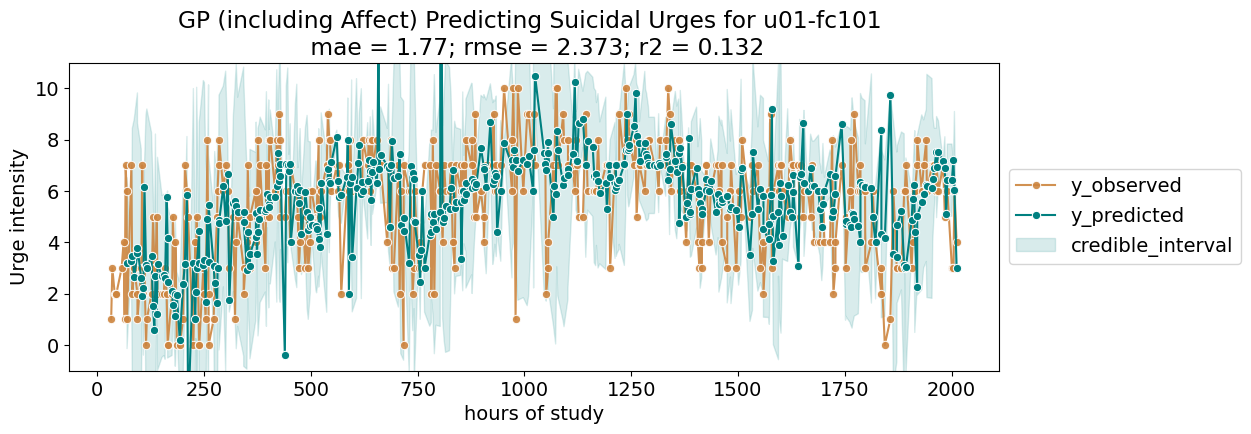 GP (including Affect) Predicting Suicidal Urges for u01-fc101
mae = 1.77; rmse = 2.373; r2 = 0.132
Urge intensity
10
8
6
4
2
0
0 250 500 750 1000 1250 1500 1750 2000
hours of study
y_observed
y_predicted
credible_interval